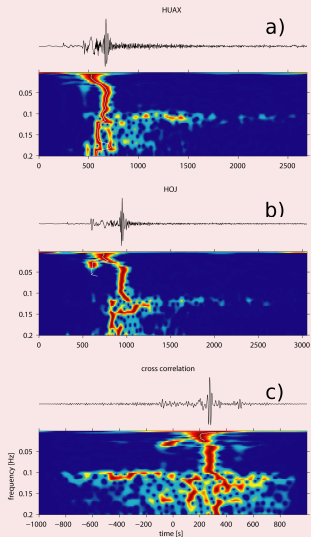 HUAX
a)
0.05
0.1
0.15
0.2
0 500 1000 1500 2000 2500
HOJ
b)
0.05
0.1
0.15
0.2
0 500 1000 1500 2000 2500 3000
cross correlation
c)
0
0.05
0.1
0.15
0.2
frequency [Hz]
-1000 -800 -600 -400 -200 0 200 400 600 800
time [s]